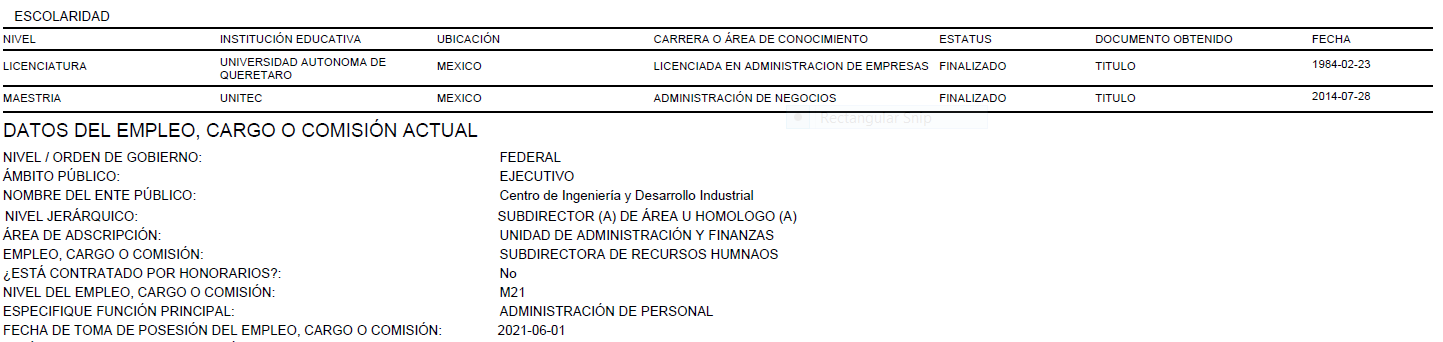 ESCOLARIDAD
NIVEL INSTITUCIÓN EDUCATIVA UBICACIÓN CARRERA O ÁREA DE CONOCIMIENTO ESTATUS DOCUMENTO OBTENIDO FECHA
LICENCIATURA UNIVERSIDAD AUTONOMA DE QUERETARO MEXICO LICENCIADA EN ADMINISTRACION DE EMPRESAS FINALIZADO TITULO 1984-02-23
MAESTRIA UNITEC MEXICO ADMINISTRACIÓN DE NEGOCIOS FINALIZADO TITULO 2014-07-28
Rectangular Snip
DATOS DEL EMPLEO, CARGO O COMISIÓN ACTUAL
NIVEL / ORDEN DE GOBIERNO: FEDERAL
ÁMBITO PÚBLICO: EJECUTIVO
NOMBRE DEL ENTE PÚBLICO: Centro de Ingeniería y Desarrollo Industrial
NIVEL JERÁRQUICO: SUBDIRECTOR (A) DE ÁREA U HOMOLOGO (A)
ÁREA DE ADSCRIPCIÓN: UNIDAD DE ADMINISTRACIÓN Y FINANZAS
EMPLEO, CARGO O COMISIÓN: SUBDIRECTORA DE RECURSOS HUMNAOS
¿ESTÁ CONTRATADO POR HONORARIOS?: No
NIVEL DEL EMPLEO, CARGO O COMISIÓN: M21
ESPECIFIQUE FUNCIÓN PRINCIPAL: ADMINISTRACIÓN DE PERSONAL
FECHA DE TOMA DE POSESIÓN DEL EMPLEO, CARGO O COMISIÓN: 2021-06-01